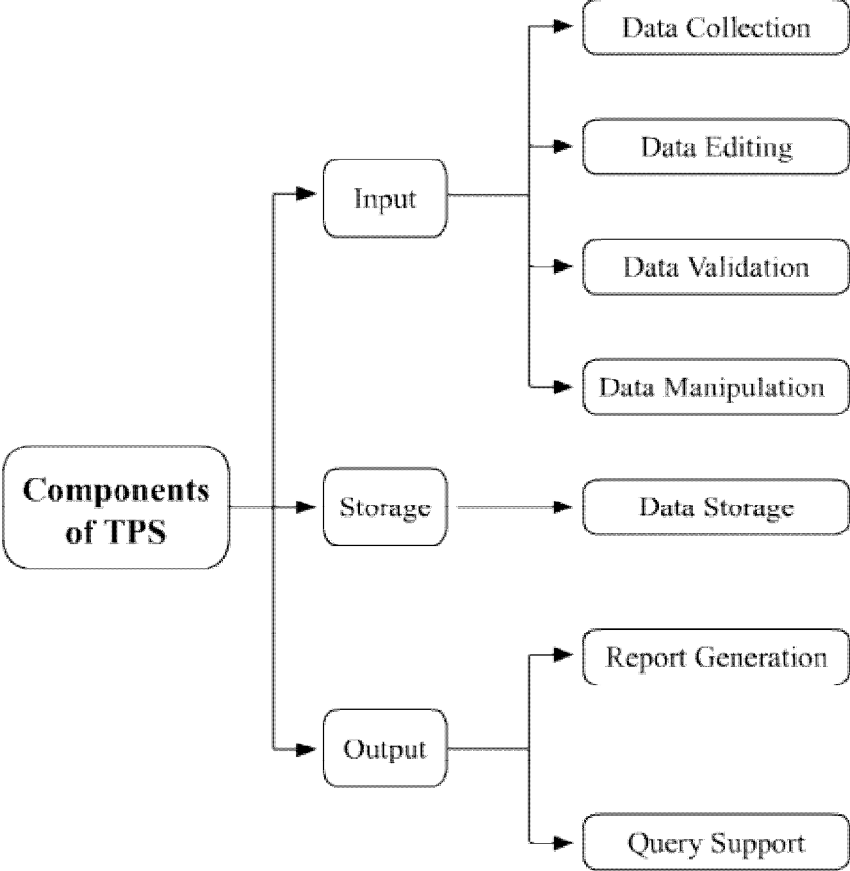 Data Collection
Data Editing
Input
Data Validation
Data Manipulation
Components
of TPS
Storage
Data Storage
Report Generation
Output
Query Support